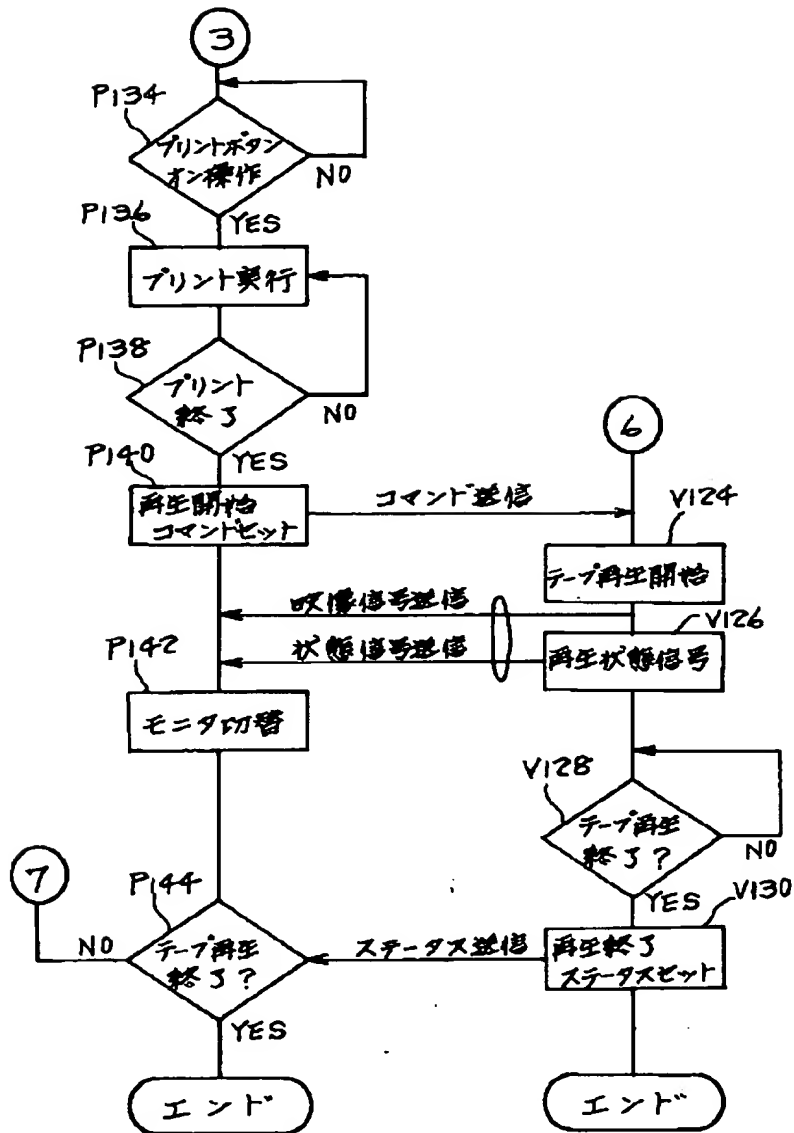 3
P134
プリントボタン
オン操作
NO
YES
P136
プリント実行
P138
プリント
終了
NO
YES
6
P140
再生開始
コマンドセット
コマンド送信
V124
テープ再生開始
映像信号送信
V126
状態信号送信
再生状態信号
P142
モニタ切替
V128
テープ再生
終了?
NO
YES
7
P144
V130
NO
テープ再生
終了?
ステータス送信
再生終了
ステータスセット
YES
エンド
エンド